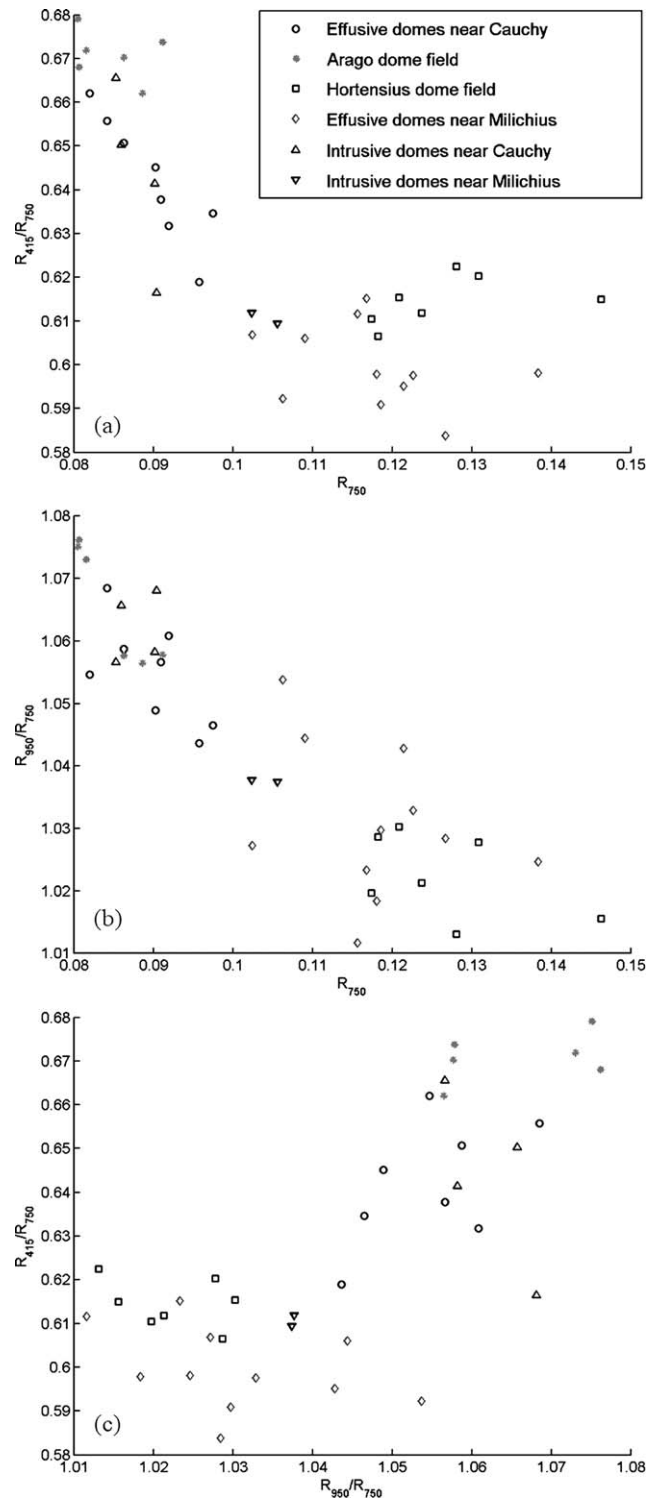 0.68
0.67
0.66
0.65
0.64
0.63
0.62
0.61
0.6
0.59
0.58
R415/R750
Effusive domes near Cauchy
Arago dome field
Hortensius dome field
Effusive domes near Milichius
Intrusive domes near Cauchy
Intrusive domes near Milichius
(a)
0.08 0.09 0.1 0.11 0.12 0.13 0.14 0.15
R750
1.08
1.07
1.06
1.05
1.04
1.03
1.02
1.01
R950/R750
(b)
0.08 0.09 0.1 0.11 0.12 0.13 0.14 0.15
R750
0.68
0.67
0.66
0.65
0.64
0.63
0.62
0.61
0.6
0.59
0.58
R415/R750
(c)
1.01 1.02 1.03 1.04 1.05 1.06 1.07 1.08
R950/R750